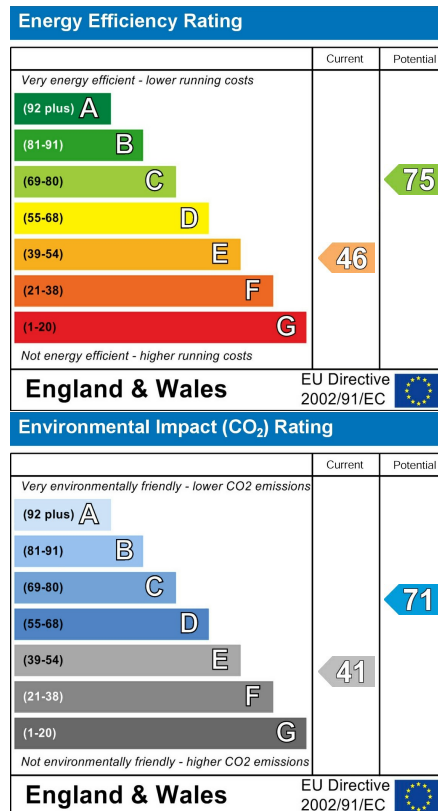 Energy Efficiency Rating
Current Potential
Very energy efficient - lower running costs
(92 plus) A
(81-91) B
(69-80) C
75
(55-68) D
(39-54) E
46
(21-38) F
(1-20) G
Not energy efficient - higher running costs
England & Wales
EU Directive
2002/91/EC
Environmental Impact (CO₂) Rating
Current Potential
Very environmentally friendly - lower CO2 emissions
(92 plus) A
(81-91) B
(69-80) C
71
(55-68) D
(39-54) E
41
(21-38) F
(1-20) G
Not environmentally friendly - higher CO2 emissions
England & Wales
EU Directive
2002/91/EC